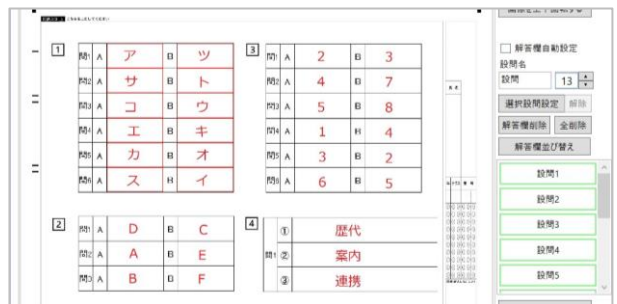 1
問1 A ア B ツ
問2 A サ B ト
問3 A コ B ウ
問4 A エ B キ
問5 A カ B オ
問6 A ス B イ
2
問1 A D B C
問2 A A B E
問3 A B B F
3
問1 A 2 B 3
問2 A 4 B 7
問3 A 5 B 8
問4 A 1 B 4
問5 A 3 B 2
問6 A 6 B 5
4
問1
① 歴代
② 案内
③ 連携
解答欄自動設定
設問名
設問 13
選択設問設定 解除
解答欄削除 全削除
解答欄並び替え
設問1
設問2
設問3
設問4
設問5